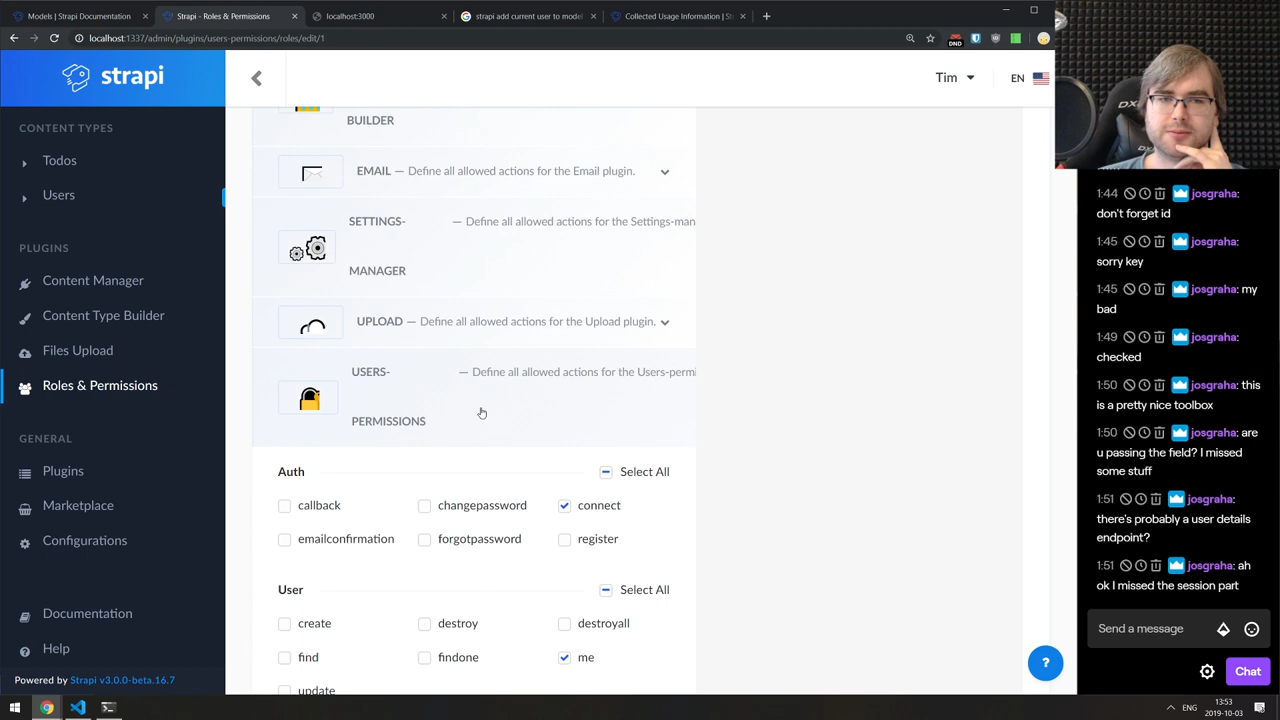 Models | Strapi Documentation
Strapi - Roles & Permissions
localhost:3000
strapi add current user to model
Collected Usage Information | St
localhost:1337/admin/plugins/users-permissions/roles/edit/1
DND
strapi
Tim
EN
CONTENT TYPES
Todos
Users
PLUGINS
Content Manager
Content Type Builder
Files Upload
Roles & Permissions
GENERAL
Plugins
Marketplace
Configurations
Documentation
Help
Powered by Strapi v3.0.0-beta.16.7
BUILDER
EMAIL — Define all allowed actions for the Email plugin.
SETTINGS- — Define all allowed actions for the Settings-man
MANAGER
UPLOAD — Define all allowed actions for the Upload plugin.
USERS- — Define all allowed actions for the Users-permi
PERMISSIONS
Auth Select All
callback changepassword connect
emailconfirmation forgotpassword register
User Select All
create destroy destroyall
find findone me
update
?
1:44 josgraha:
don't forget id
1:45 josgraha:
sorry key
1:45 josgraha: my
bad
1:49 josgraha:
checked
1:50 josgraha: this
is a pretty nice toolbox
1:50 josgraha: are
u passing the field? I missed
some stuff
1:51 josgraha:
there's probably a user details
endpoint?
1:51 josgraha: ah
ok I missed the session part
Send a message
Chat
ENG
13:53
2019-10-03